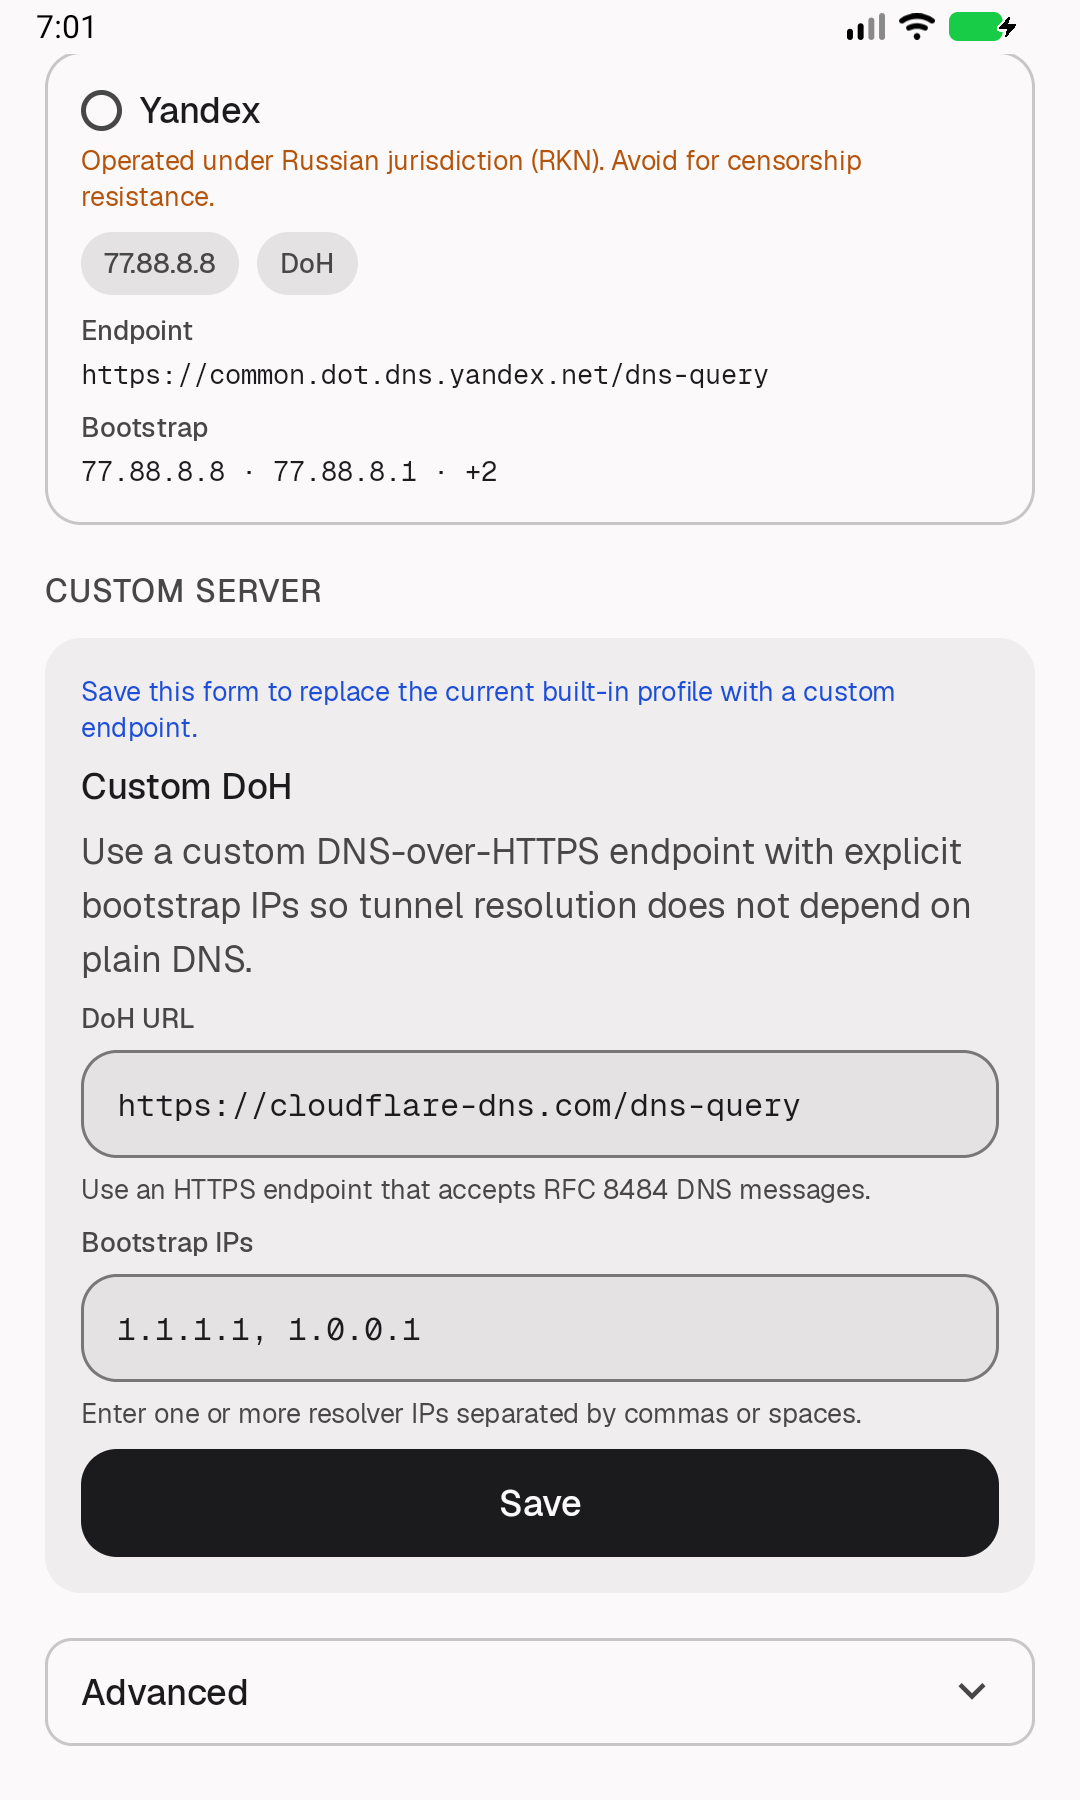 7:01
Yandex
Operated under Russian jurisdiction (RKN). Avoid for censorship
resistance.
77.88.8.8
DoH
Endpoint
https://common.dot.dns.yandex.net/dns-query
Bootstrap
77.88.8.8 · 77.88.8.1 · +2
CUSTOM SERVER
Save this form to replace the current built-in profile with a custom
endpoint.
Custom DoH
Use a custom DNS-over-HTTPS endpoint with explicit
bootstrap IPs so tunnel resolution does not depend on
plain DNS.
DoH URL
https://cloudflare-dns.com/dns-query
Use an HTTPS endpoint that accepts RFC 8484 DNS messages.
Bootstrap IPs
1.1.1.1, 1.0.0.1
Enter one or more resolver IPs separated by commas or spaces.
Save
Advanced